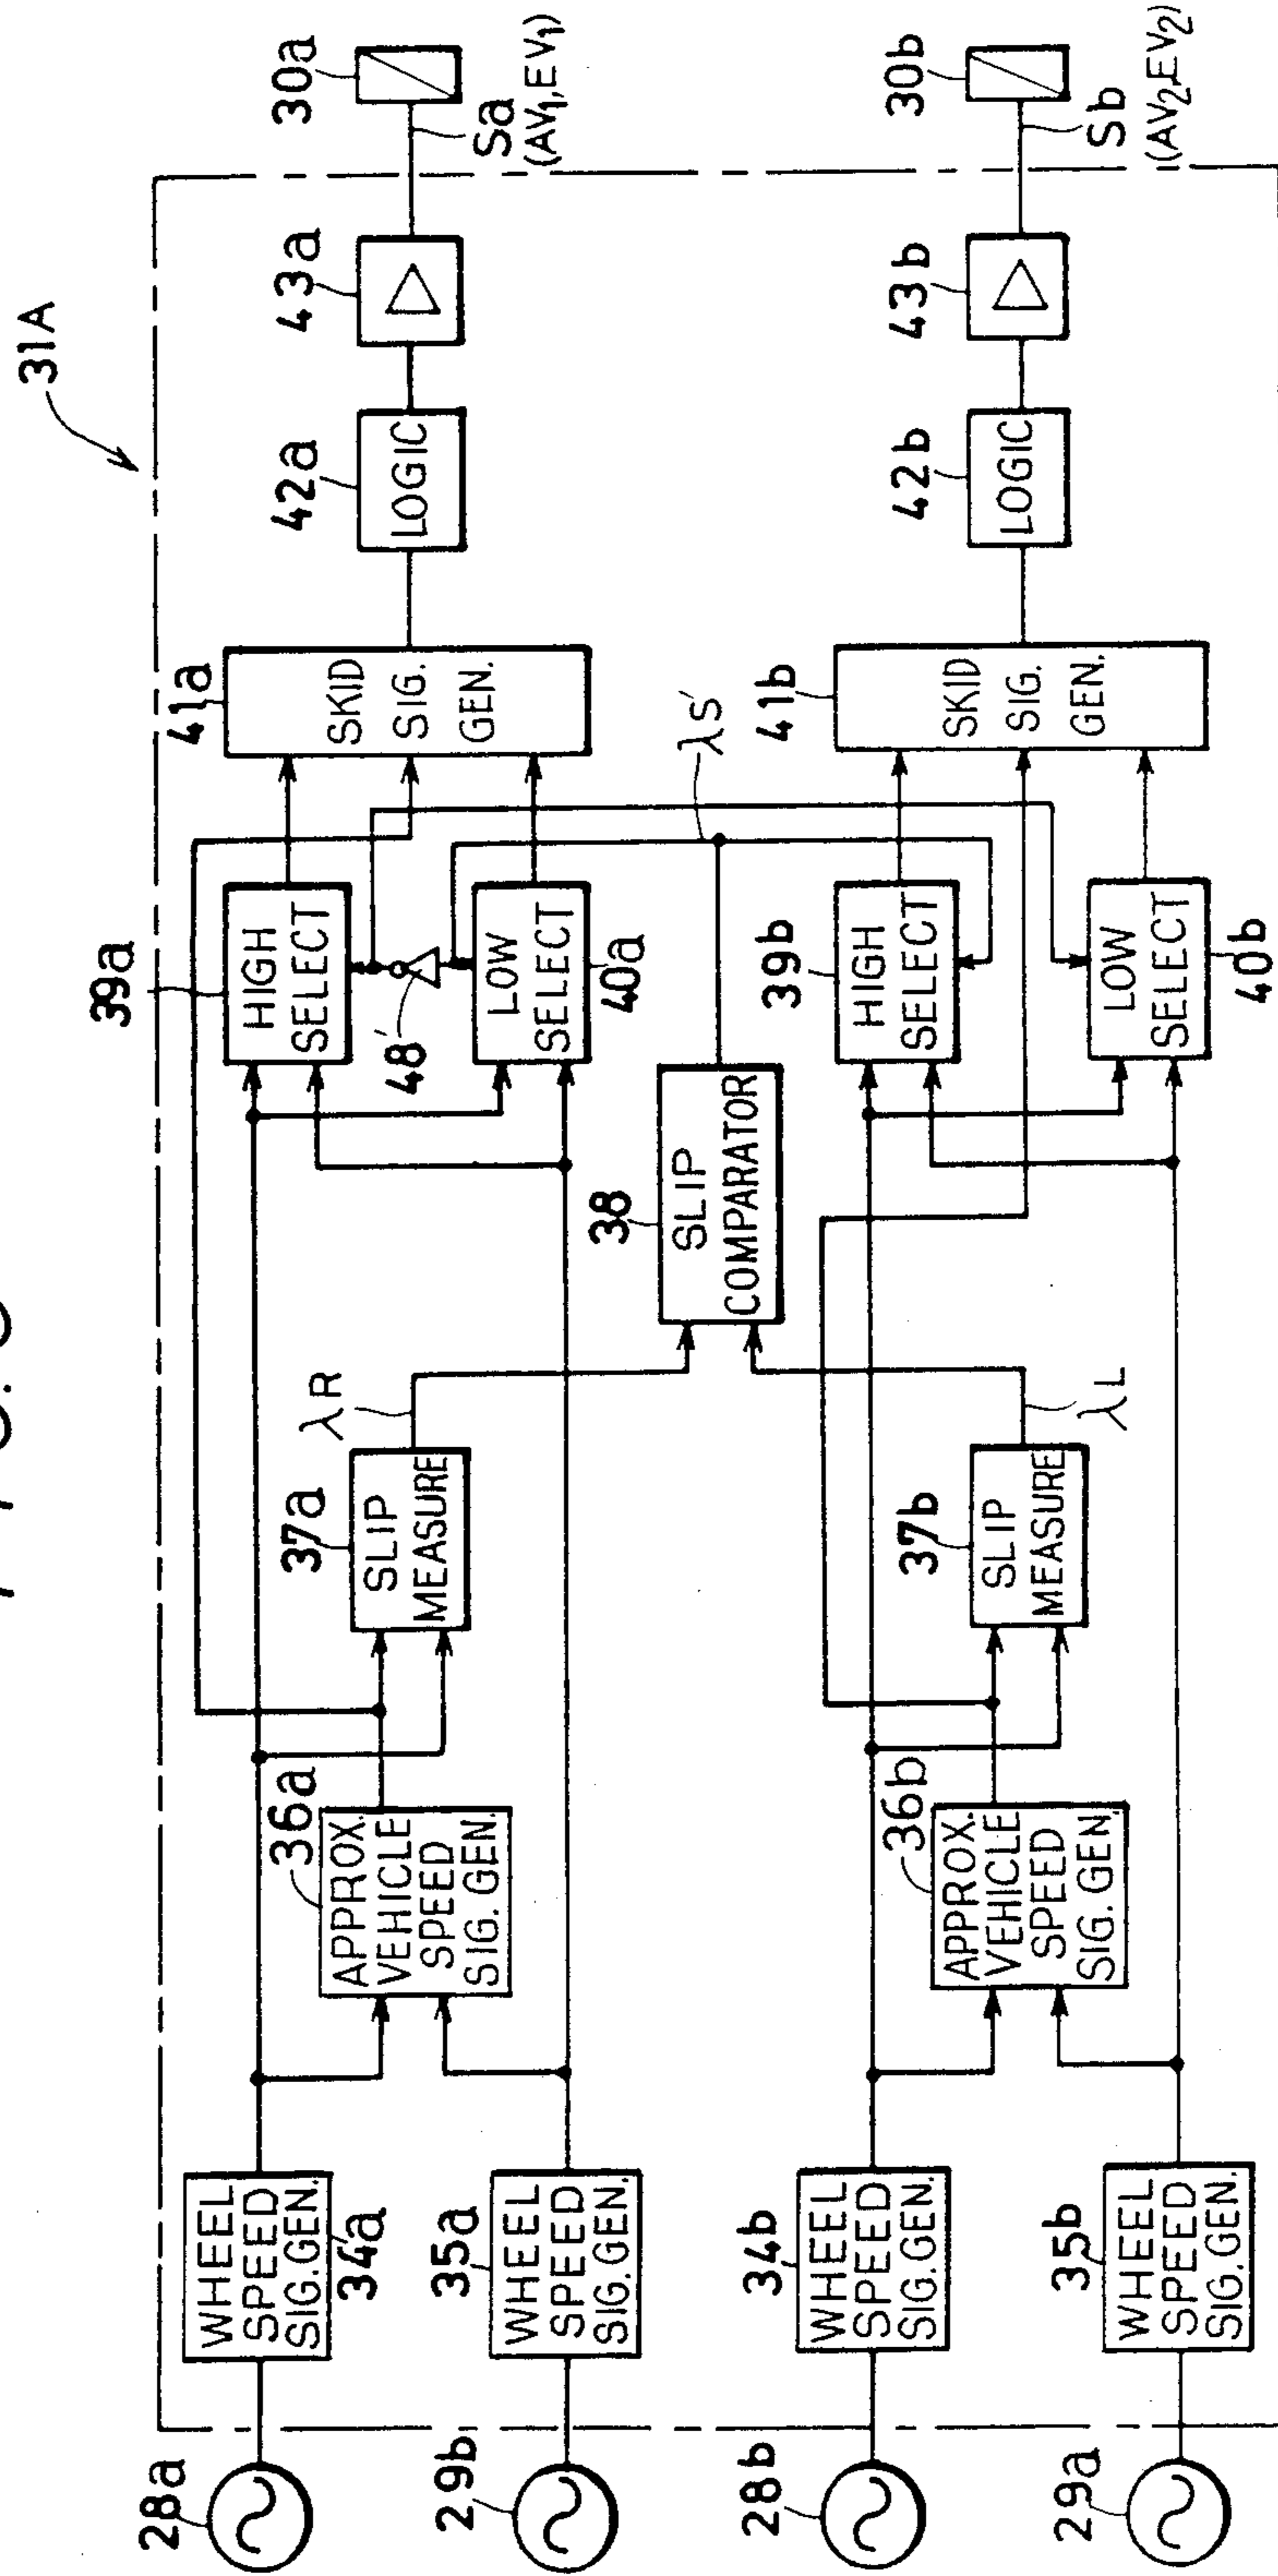 31A
28a
WHEEL
SPEED
SIG.GEN.
34a
29b
WHEEL
SPEED
SIG.GEN.
35a
36a
APPROX.
VEHICLE
SPEED
SIG. GEN.
37a
SLIP
MEASURE
λR
39a
HIGH
SELECT
48'
LOW
SELECT
40a
41a
SKID
SIG.
GEN.
42a
LOGIC
43a
30a
Sa
(AV1,EV1)
38
SLIP
COMPARATOR
λS'
28b
WHEEL
SPEED
SIG.GEN.
34b
29a
WHEEL
SPEED
SIG.GEN.
35b
36b
APPROX.
VEHICLE
SPEED
SIG. GEN.
37b
SLIP
MEASURE
λL
39b
HIGH
SELECT
LOW
SELECT
40b
41b
SKID
SIG.
GEN.
42b
LOGIC
43b
30b
Sb
(AV2,EV2)